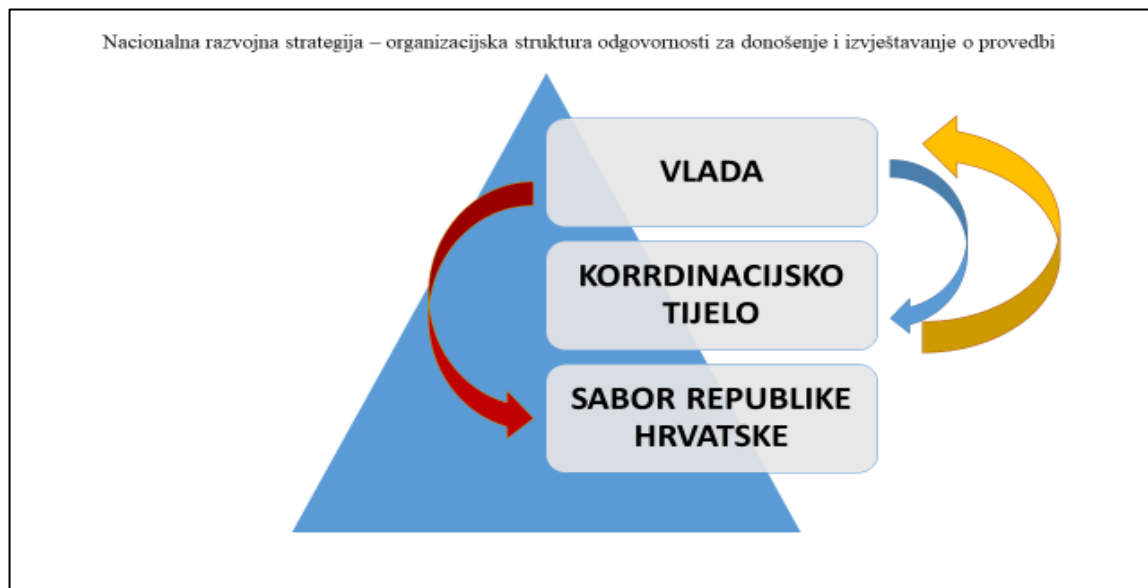 Nacionalna razvojna strategija – organizacijska struktura odgovornosti za donošenje i izvještavanje o provedbi
VLADA
KORRDINACIJSKO
TIJELO
SABOR REPUBLIKE
HRVATSKE